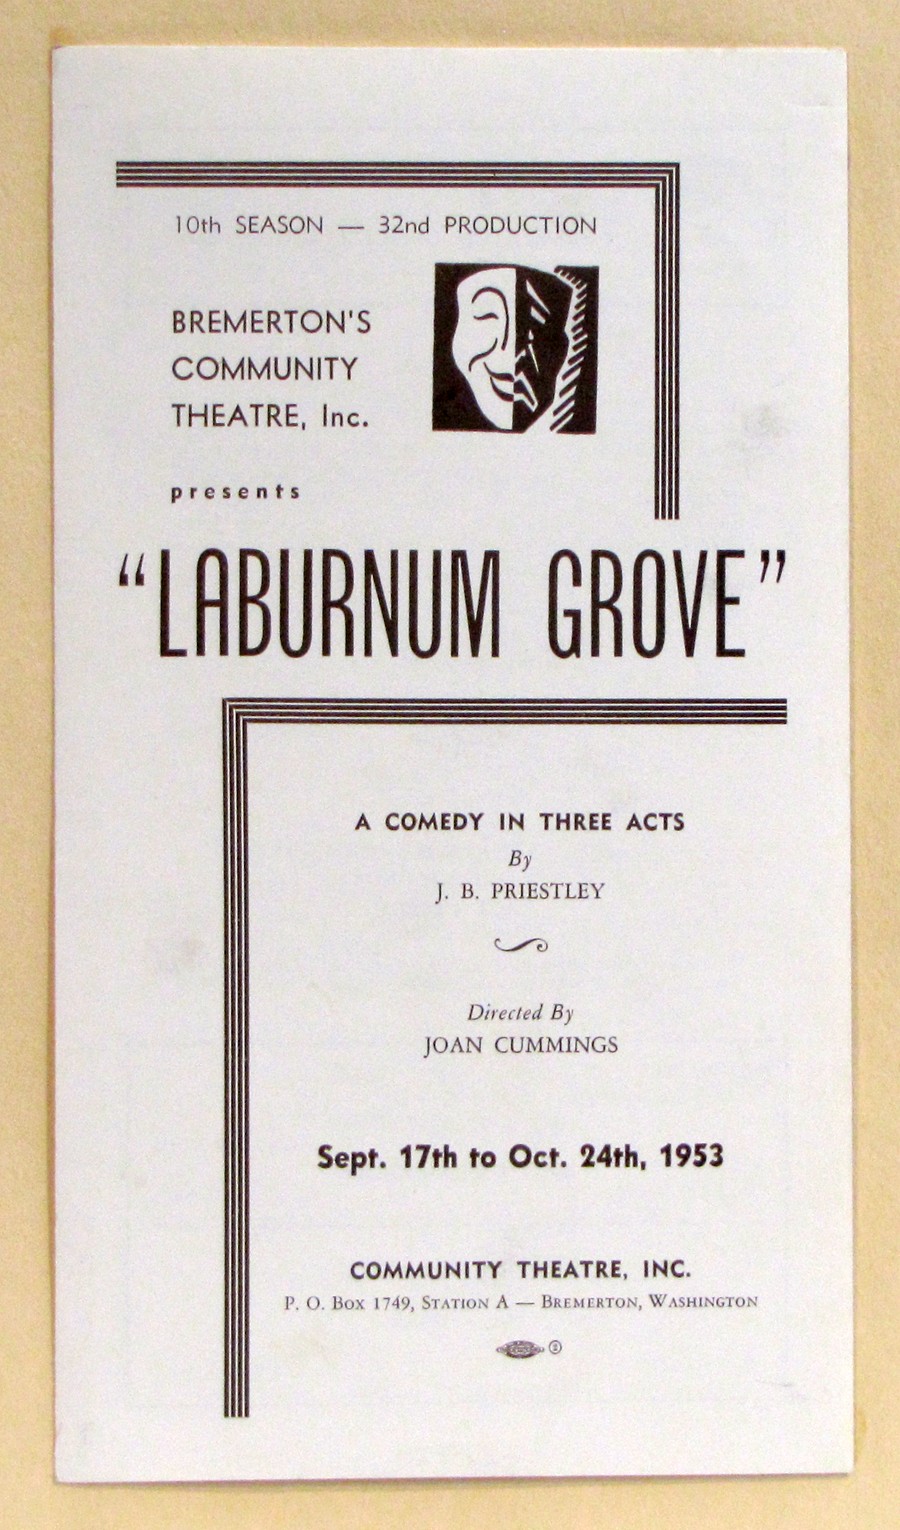 10th SEASON — 32nd PRODUCTION
BREMERTON'S
COMMUNITY
THEATRE, Inc.
presents
“LABURNUM GROVE”
A COMEDY IN THREE ACTS
By
J. B. PRIESTLEY
Directed By
JOAN CUMMINGS
Sept. 17th to Oct. 24th, 1953
COMMUNITY THEATRE, INC.
P. O. Box 1749, Station A — Bremerton, Washington